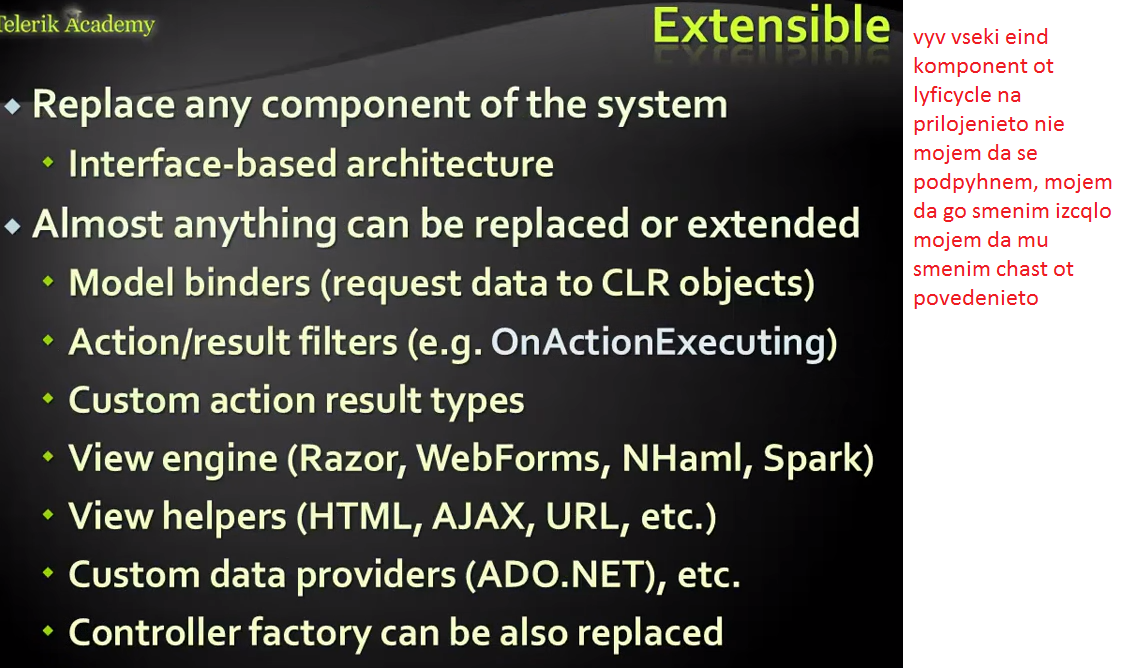 Telerik Academy
Extensible
Replace any component of the system
Interface-based architecture
Almost anything can be replaced or extended
Model binders (request data to CLR objects)
Action/result filters (e.g. OnActionExecuting)
Custom action result types
View engine (Razor, WebForms, NHaml, Spark)
View helpers (HTML, AJAX, URL, etc.)
Custom data providers (ADO.NET), etc.
Controller factory can be also replaced
vyv vseki eind
komponent ot
lyficycle na
prilojenieto nie
mojem da se
podpyhnem, mojem
da go smenim izcqlo
mojem da mu
smenim chast ot
povedenieto